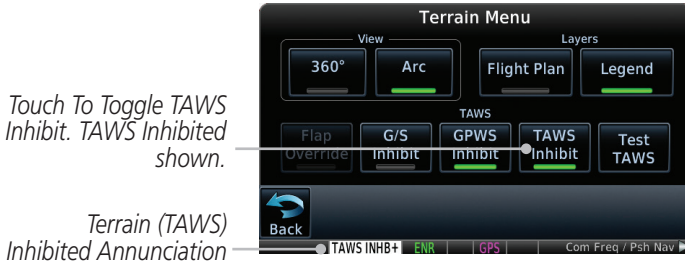 Terrain Menu
View
Layers
360°
Arc
Flight Plan
Legend
Touch To Toggle TAWS
Inhibit. TAWS Inhibited
shown.
TAWS
Flap
Override
G/S
Inhibit
GPWS
Inhibit
TAWS
Inhibit
Test
TAWS
Back
Terrain (TAWS)
Inhibited Annunciation
TAWS INHB+
ENR
GPS
Com Freq / Psh Nav